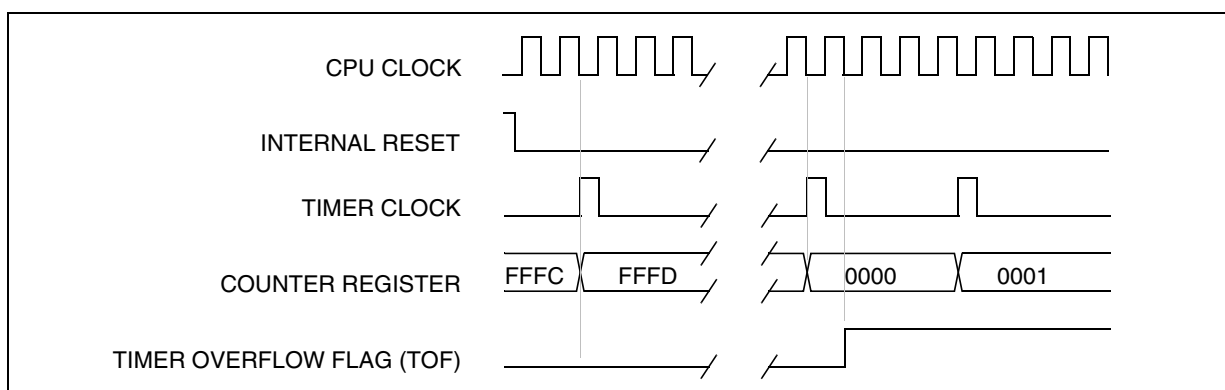 CPU CLOCK
INTERNAL RESET
TIMER CLOCK
COUNTER REGISTER
FFFC
FFFD
0000
0001
TIMER OVERFLOW FLAG (TOF)